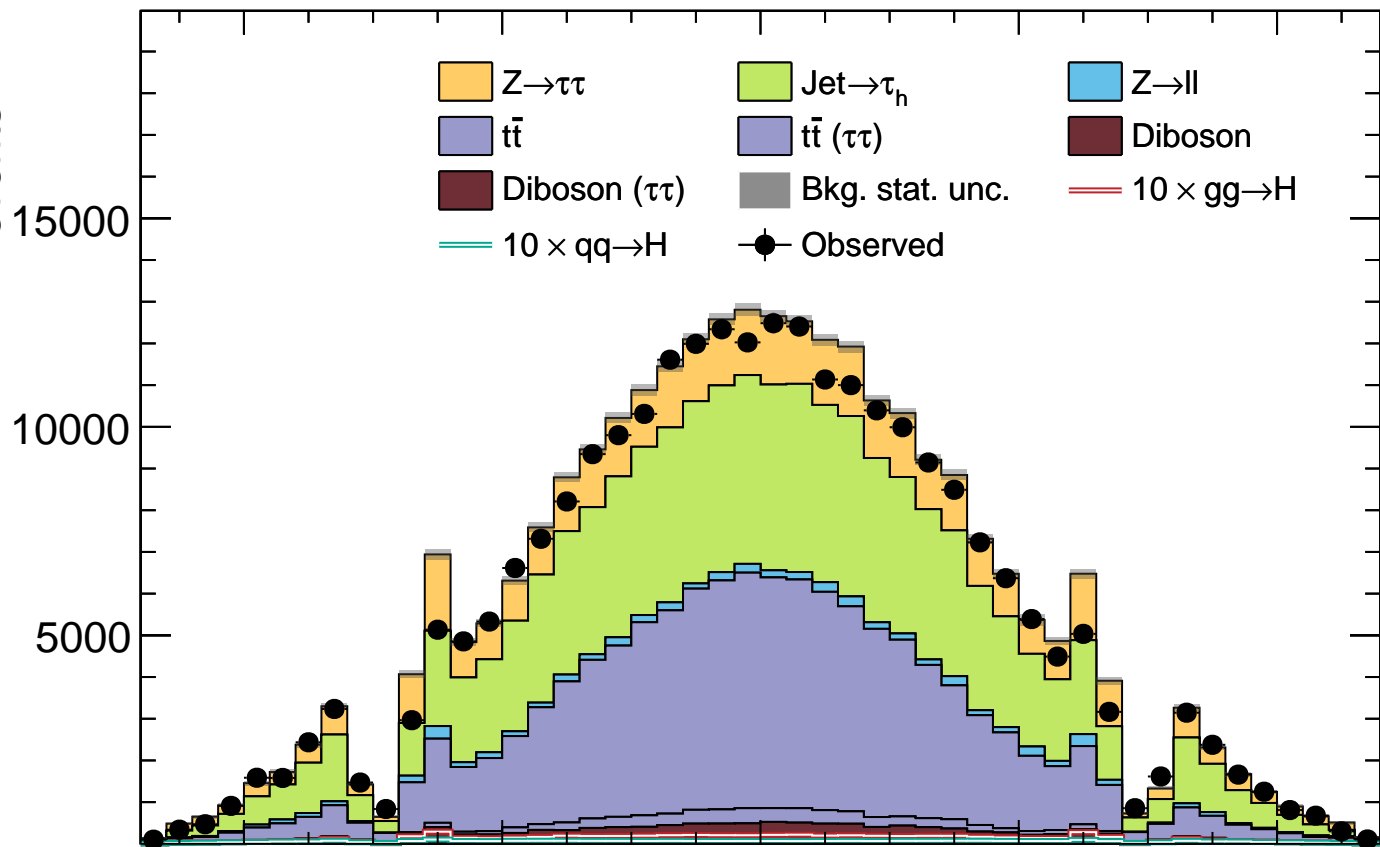 Z→ττ Jet→τh Z→ll
tt̄ tt̄ (ττ) Diboson
Diboson (ττ) Bkg. stat. unc. 10 × gg→H
10 × qq→H Observed
15000
10000
5000